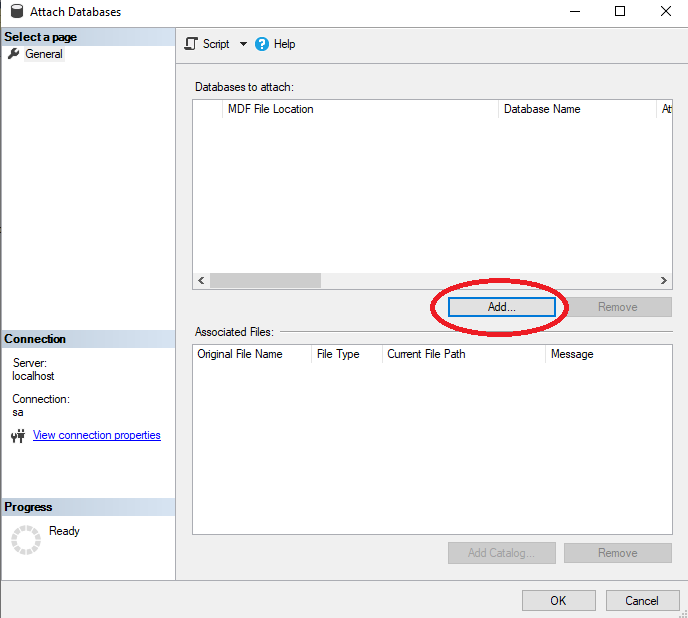 Attach Databases
Select a page
General
Script
Help
Databases to attach:
MDF File Location
Database Name
Add...
Remove
Associated Files:
Original File Name
File Type
Current File Path
Message
Connection
Server:
localhost
Connection:
sa
View connection properties
Progress
Ready
Add Catalog...
Remove
OK
Cancel